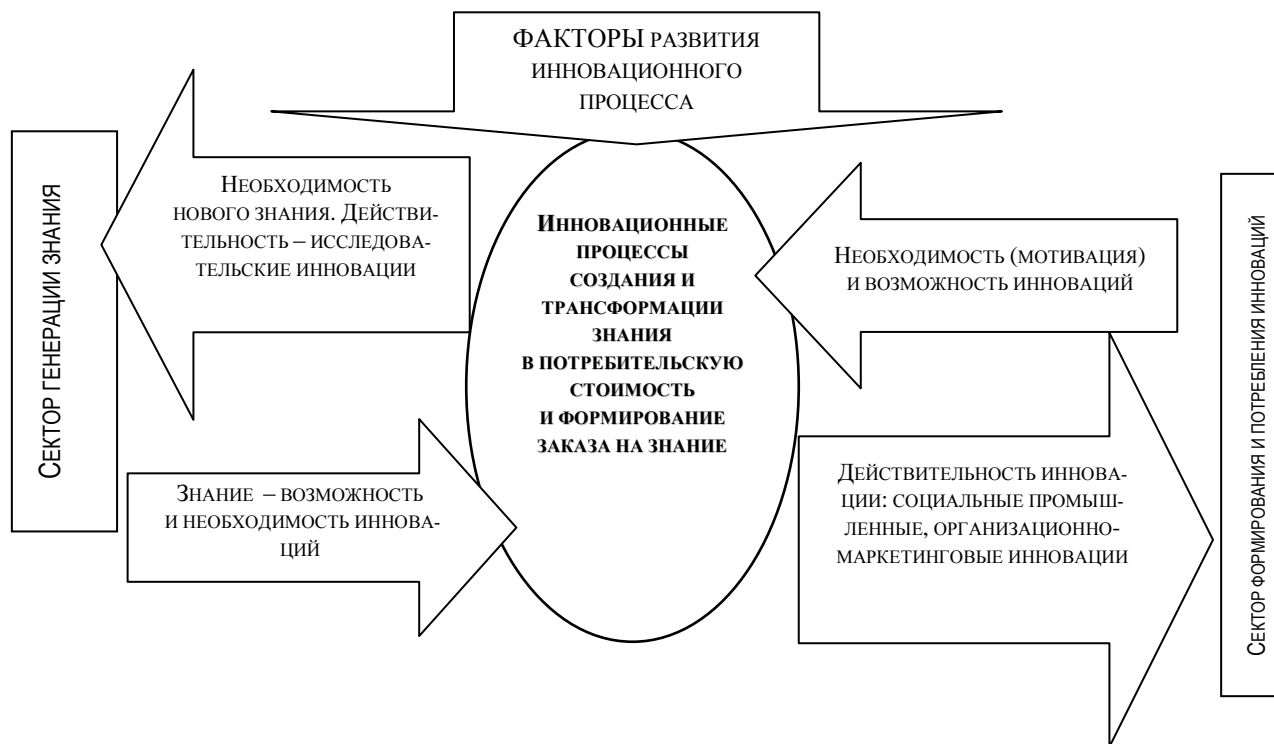 ФАКТОРЫ РАЗВИТИЯ
ИННОВАЦИОННОГО
ПРОЦЕССА
СЕКТОР ГЕНЕРАЦИИ ЗНАНИЯ
НЕОБХОДИМОСТЬ
НОВОГО ЗНАНИЯ. ДЕЙСТВИ-
ТЕЛЬНОСТЬ – ИССЛЕДОВА-
ТЕЛЬСКИЕ ИННОВАЦИИ
ЗНАНИЕ – ВОЗМОЖНОСТЬ
И НЕОБХОДИМОСТЬ ИННОВА-
ЦИЙ
ИННОВАЦИОННЫЕ
ПРОЦЕССЫ
СОЗДАНИЯ И
ТРАНСФОРМАЦИИ
ЗНАНИЯ
В ПОТРЕБИТЕЛЬСКУЮ
СТОИМОСТЬ
И ФОРМИРОВАНИЕ
ЗАКАЗА НА ЗНАНИЕ
НЕОБХОДИМОСТЬ (МОТИВАЦИЯ)
И ВОЗМОЖНОСТЬ ИННОВАЦИЙ
ДЕЙСТВИТЕЛЬНОСТЬ ИННОВА-
ЦИИ: СОЦИАЛЬНЫЕ ПРОМЫШ-
ЛЕННЫЕ, ОРГАНИЗАЦИОННО-
МАРКЕТИНГОВЫЕ ИННОВАЦИИ
СЕКТОР ФОРМИРОВАНИЯ И ПОТРЕБЛЕНИЯ ИННОВАЦИЙ